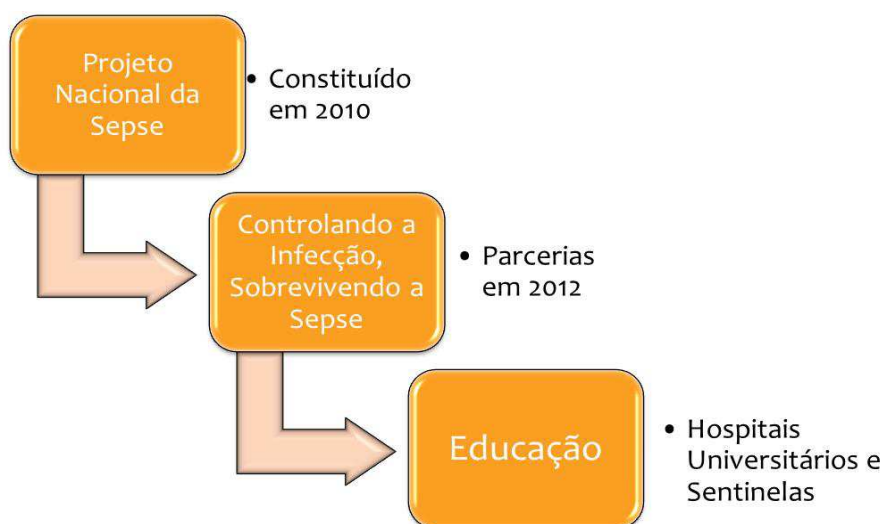 Projeto
Nacional da
Sepse
• Constituído
em 2010
Controlando a
Infecção,
Sobrevivendo a
Sepse
• Parcerias
em 2012
Educação
• Hospitais
Universitários e
Sentinelas